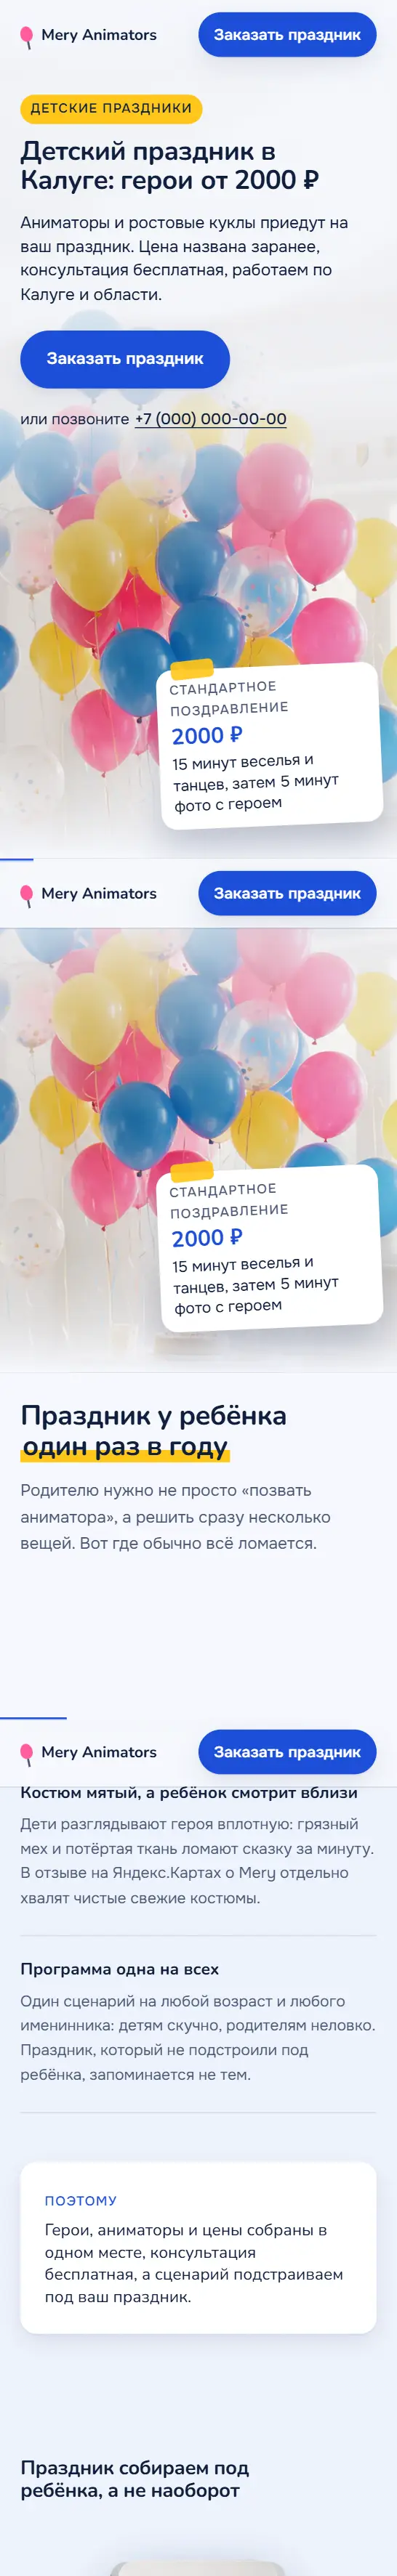 Mery Animators
Заказать праздник
ДЕТСКИЕ ПРАЗДНИКИ
Детский праздник в
Калуге: герои от 2000 ₽
Аниматоры и ростовые куклы приедут на
ваш праздник. Цена названа заранее,
консультация бесплатная, работаем по
Калуге и области.
Заказать праздник
или позвоните +7 (000) 000-00-00
СТАНДАРТНОЕ
ПОЗДРАВЛЕНИЕ
2000 ₽
15 минут веселья и
танцев, затем 5 минут
фото с героем
Mery Animators
Заказать праздник
СТАНДАРТНОЕ
ПОЗДРАВЛЕНИЕ
2000 ₽
15 минут веселья и
танцев, затем 5 минут
фото с героем
Праздник у ребёнка
один раз в году
Родителю нужно не просто «позвать
аниматора», а решить сразу несколько
вещей. Вот где обычно всё ломается.
Mery Animators
Заказать праздник
Костюм мятый, а ребёнок смотрит вблизи
Дети разглядывают героя вплотную: грязный
мех и потёртая ткань ломают сказку за минуту.
В отзыве на Яндекс.Картах о Mery отдельно
хвалят чистые свежие костюмы.
Программа одна на всех
Один сценарий на любой возраст и любого
именинника: детям скучно, родителям неловко.
Праздник, который не подстроили под
ребёнка, запоминается не тем.
ПОЭТОМУ
Герои, аниматоры и цены собраны в
одном месте, консультация
бесплатная, а сценарий подстраиваем
под ваш праздник.
Праздник собираем под
ребёнка, а не наоборот